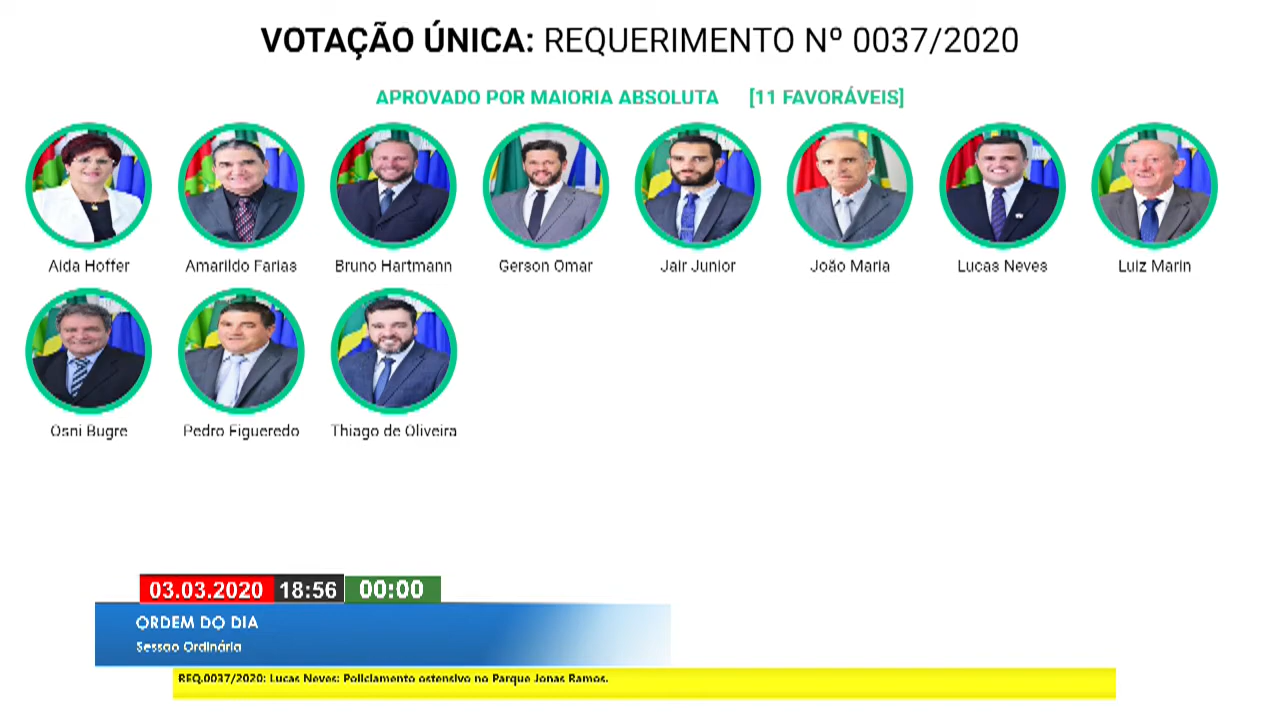 VOTAÇÃO ÚNICA: REQUERIMENTO Nº 0037/2020
APROVADO POR MAIORIA ABSOLUTA [11 FAVORÁVEIS]
Aida Hoffer Amarildo Farias Bruno Hartmann Gerson Omar Jair Junior João Maria Lucas Neves Luiz Marin
Osni Bugre Pedro Figueredo Thiago de Oliveira
03.03.2020 18:56 00:00
ORDEM DO DIA
Sessao Ordinária
REQ.0037/2020: Lucas Neves: Policiamento ostensivo no Parque Jonas Ramos.